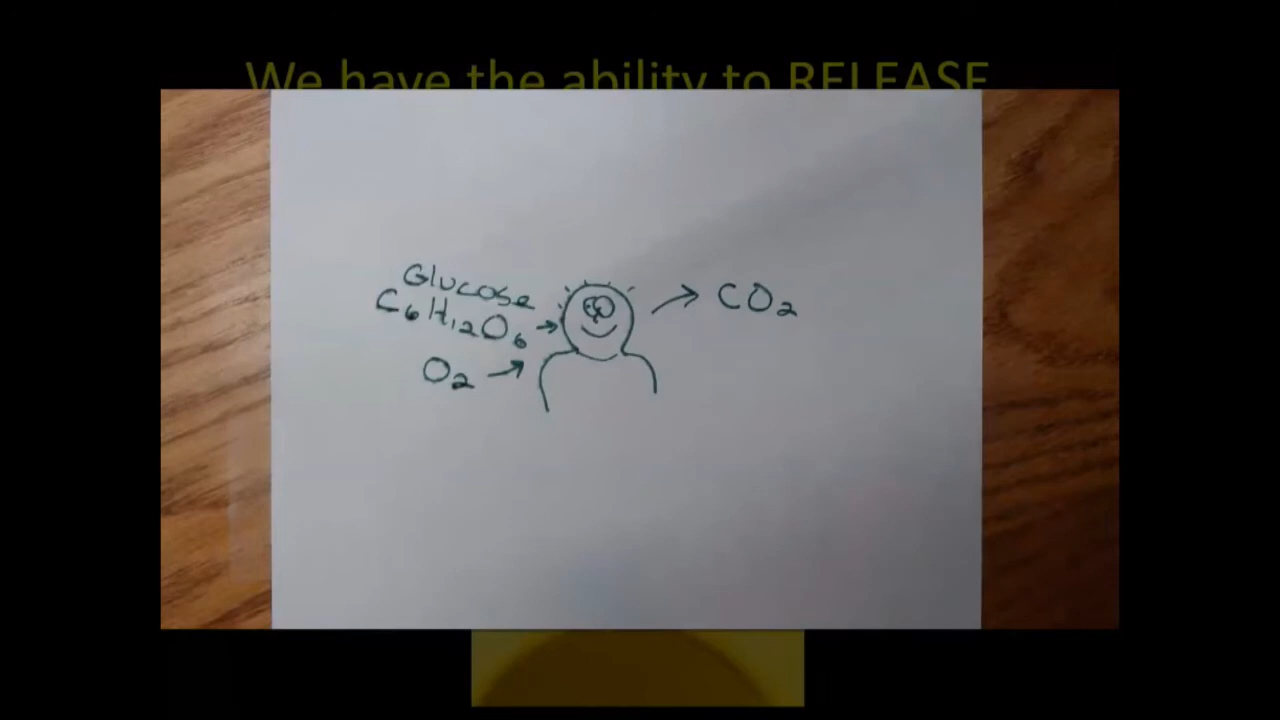 We have the ability to RELEASE
Glucose
C₆H₁₂O₆
O₂
CO₂